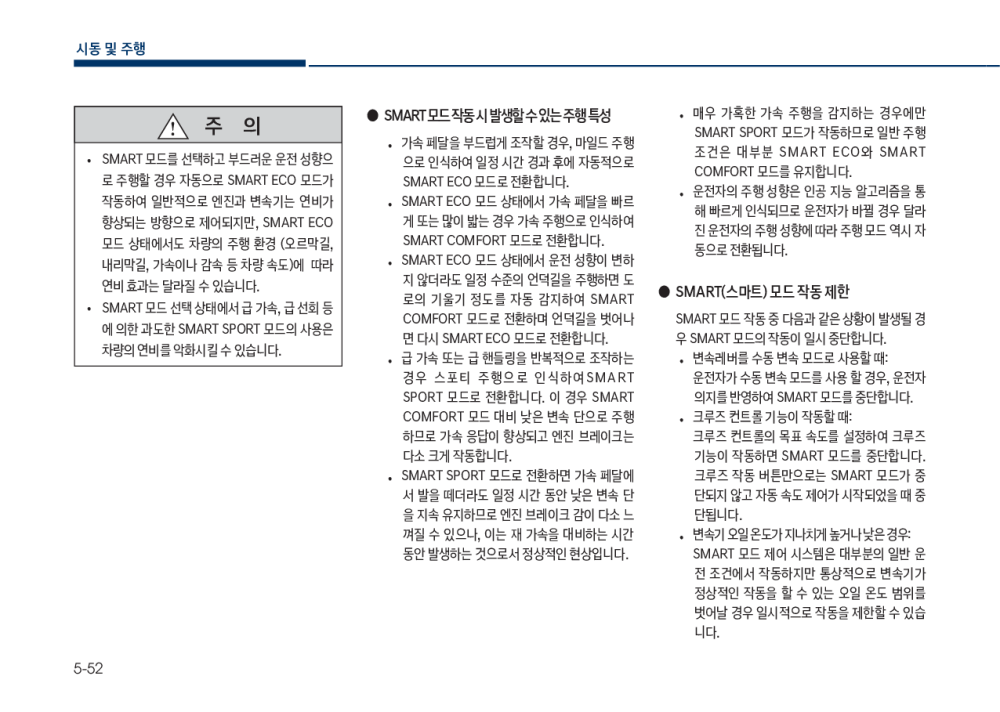 시동 및 주행
주 의
• SMART 모드를 선택하고 부드러운 운전 성향으
로 주행할 경우 자동으로 SMART ECO 모드가
작동하여 일반적으로 엔진과 변속기는 연비가
향상되는 방향으로 제어되지만, SMART ECO
모드 상태에서도 차량의 주행 환경 (오르막길,
내리막길, 가속이나 감속 등 차량 속도)에 따라
연비 효과는 달라질 수 있습니다.
• SMART 모드 선택 상태에서 급 가속, 급 선회 등
에 의한 과도한 SMART SPORT 모드의 사용은
차량의 연비를 악화시킬 수 있습니다.
● SMART 모드 작동 시 발생할 수 있는 주행 특성
• 가속 페달을 부드럽게 조작할 경우, 마일드 주행
으로 인식하여 일정 시간 경과 후에 자동적으로
SMART ECO 모드로 전환합니다.
• SMART ECO 모드 상태에서 가속 페달을 빠르
게 또는 많이 밟는 경우 가속 주행으로 인식하여
SMART COMFORT 모드로 전환합니다.
• SMART ECO 모드 상태에서 운전 성향이 변하
지 않더라도 일정 수준의 언덕길을 주행하면 도
로의 기울기 정도를 자동 감지하여 SMART
COMFORT 모드로 전환하며 언덕길을 벗어나
면 다시 SMART ECO 모드로 전환합니다.
• 급 가속 또는 급 핸들링을 반복적으로 조작하는
경우 스포티 주행으로 인식하여SMART
SPORT 모드로 전환합니다. 이 경우 SMART
COMFORT 모드 대비 낮은 변속 단으로 주행
하므로 가속 응답이 향상되고 엔진 브레이크는
다소 크게 작동합니다.
• SMART SPORT 모드로 전환하면 가속 페달에
서 발을 떼더라도 일정 시간 동안 낮은 변속 단
을 지속 유지하므로 엔진 브레이크 감이 다소 느
껴질 수 있으나, 이는 재 가속을 대비하는 시간
동안 발생하는 것으로서 정상적인 현상입니다.
• 매우 가혹한 가속 주행을 감지하는 경우에만
SMART SPORT 모드가 작동하므로 일반 주행
조건은 대부분 SMART ECO와 SMART
COMFORT 모드를 유지합니다.
• 운전자의 주행 성향은 인공 지능 알고리즘을 통
해 빠르게 인식되므로 운전자가 바뀔 경우 달라
진 운전자의 주행 성향에 따라 주행 모드 역시 자
동으로 전환됩니다.
● SMART(스마트) 모드 작동 제한
SMART 모드 작동 중 다음과 같은 상황이 발생될 경
우 SMART 모드의 작동이 일시 중단합니다.
• 변속레버를 수동 변속 모드로 사용할 때:
운전자가 수동 변속 모드를 사용 할 경우, 운전자
의지를 반영하여 SMART 모드를 중단합니다.
• 크루즈 컨트롤 기능이 작동할 때:
크루즈 컨트롤의 목표 속도를 설정하여 크루즈
기능이 작동하면 SMART 모드를 중단합니다.
크루즈 작동 버튼만으로는 SMART 모드가 중
단되지 않고 자동 속도 제어가 시작되었을 때 중
단됩니다.
• 변속기 오일 온도가 지나치게 높거나 낮은 경우:
SMART 모드 제어 시스템은 대부분의 일반 운
전 조건에서 작동하지만 통상적으로 변속기가
정상적인 작동을 할 수 있는 오일 온도 범위를
벗어날 경우 일시적으로 작동을 제한할 수 있습
니다.
5-52